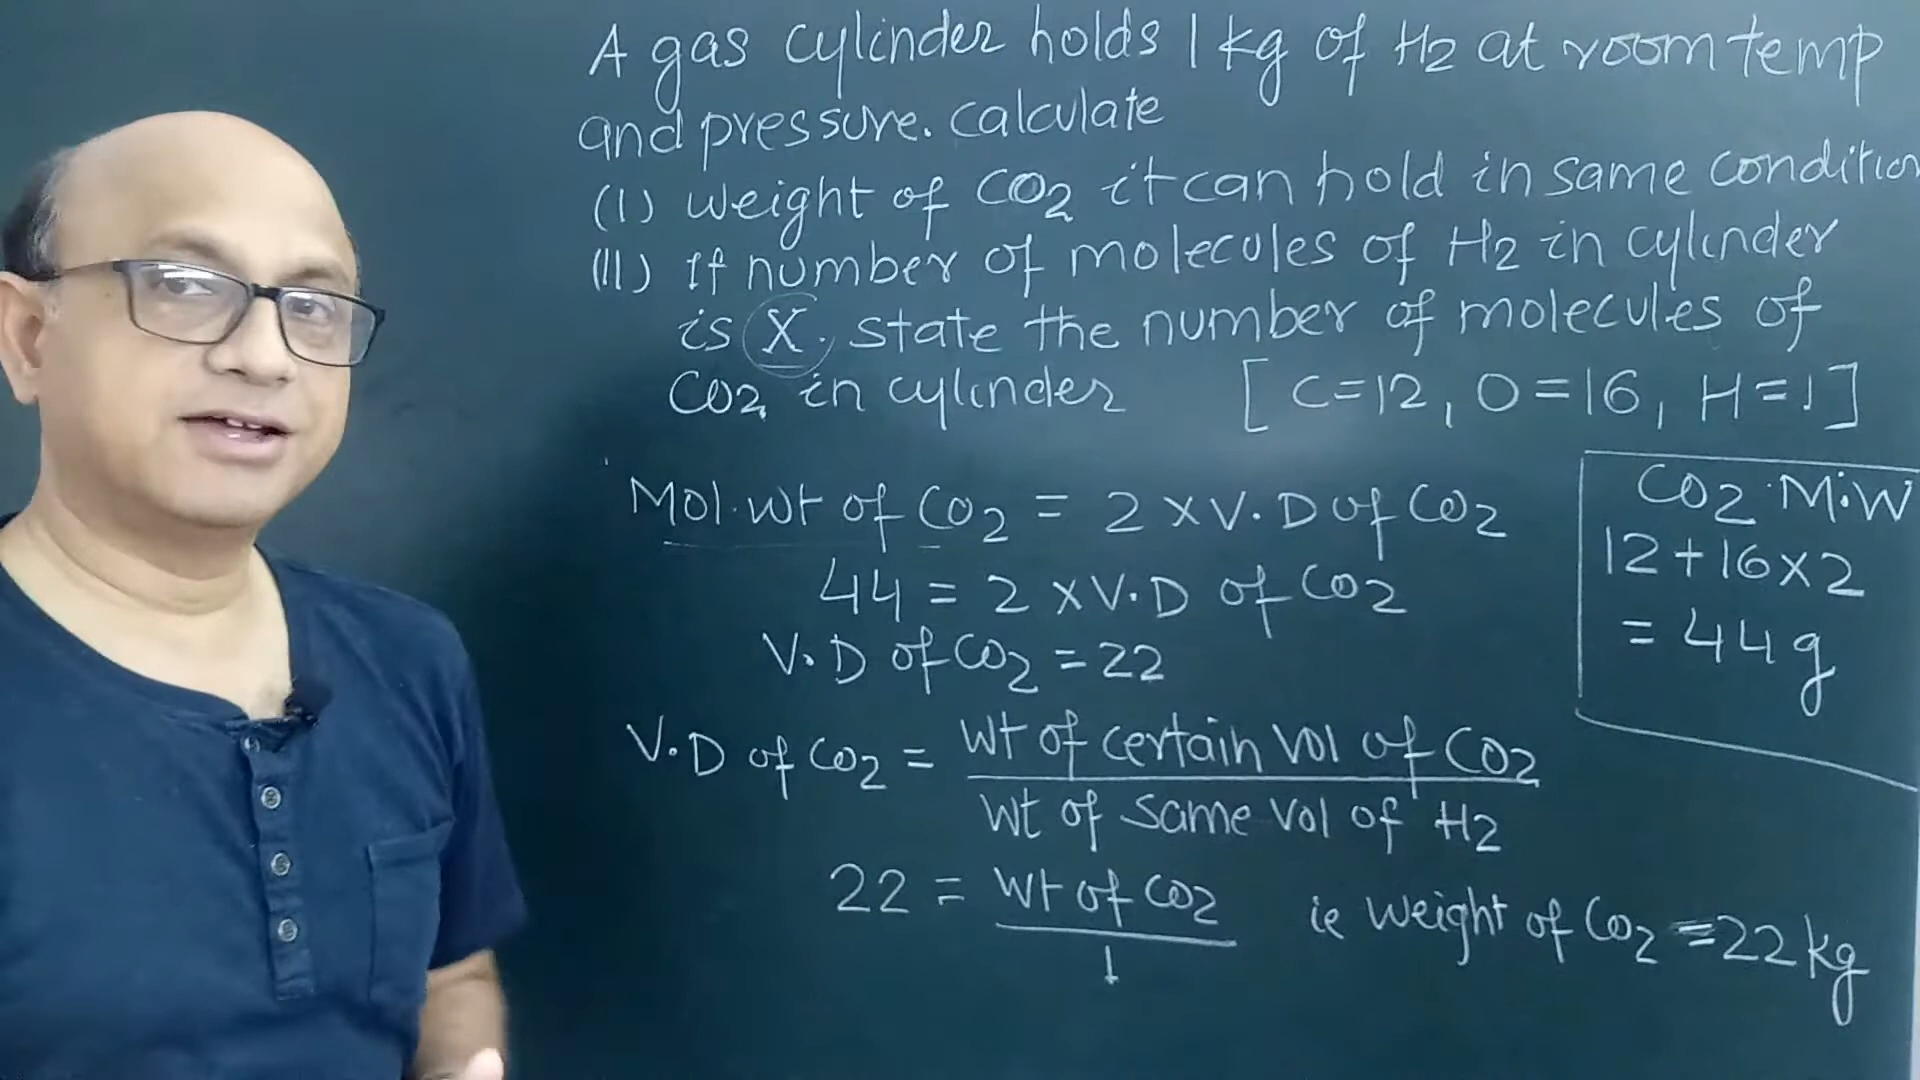 A gas cylinder holds 1 kg of H2 at room temp
and pressure. calculate
(I) weight of CO2 it can hold in same condition
(II) If number of molecules of H2 in cylinder
is X. state the number of molecules of
CO2 in cylinder [C=12, O=16, H=1]
Mol.wt of CO2 = 2 x V.D of CO2
44 = 2 x V.D of CO2
V.D of CO2 = 22
V.D of CO2 = Wt of certain vol of CO2
Wt of same vol of H2
22 = Wt of CO2
1
ie weight of CO2 = 22 kg
CO2 M.W
12+16x2
= 44 g